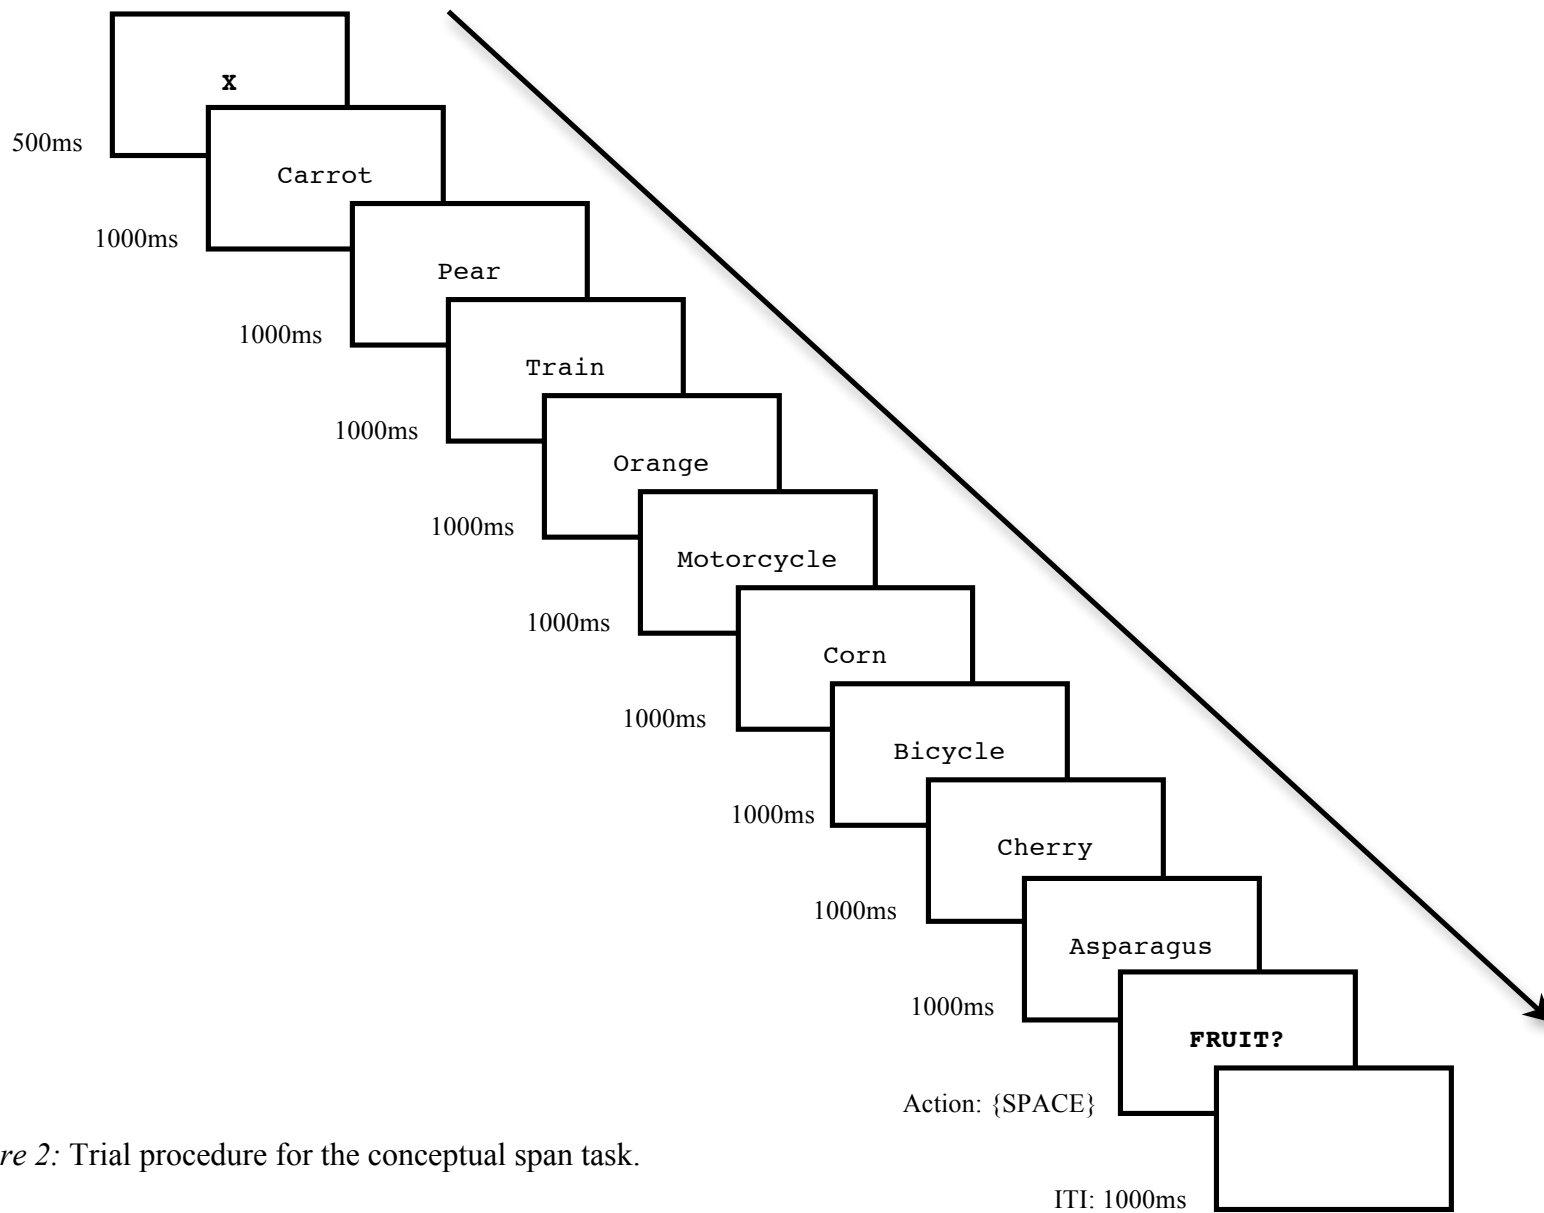 X
500ms
Carrot
1000ms
Pear
1000ms
Train
1000ms
Orange
1000ms
Motorcycle
1000ms
Corn
1000ms
Bicycle
1000ms
Cherry
1000ms
Asparagus
1000ms
FRUIT?
Action: {SPACE}
re 2: Trial procedure for the conceptual span task.
ITI: 1000ms